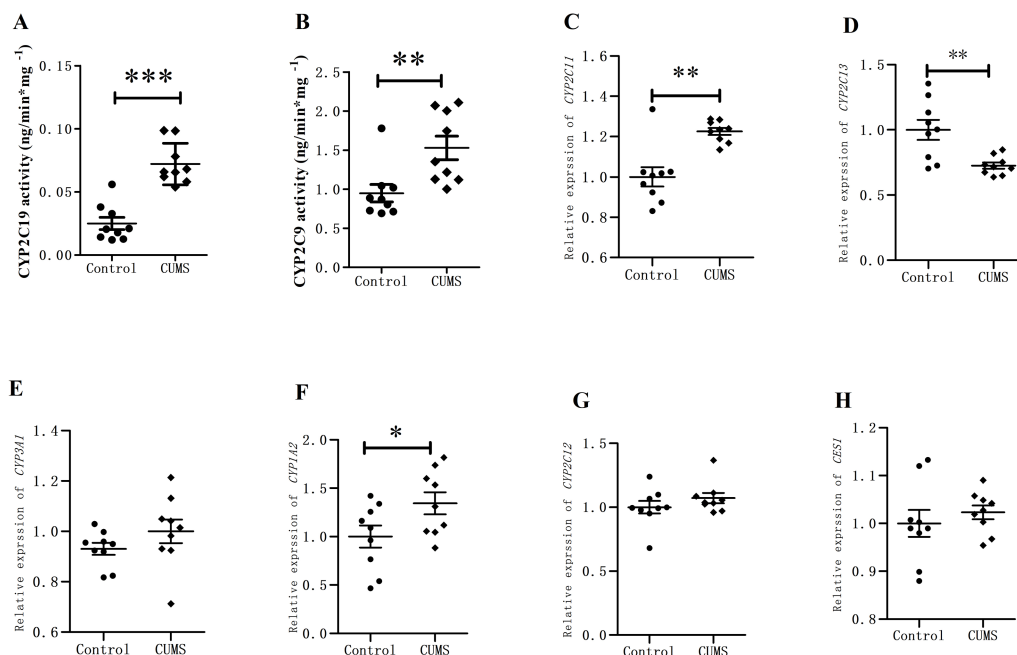 A
CYP2C19 activity (ng/min*mg -1)
***
0.15
0.10
0.05
0.00
Control
CUMS
B
CYP2C9 activity (ng/min*mg -1)
**
2.5
2.0
1.5
1.0
0.5
0.0
Control
CUMS
C
Relative exprssion of CYP2C11
**
1.6
1.4
1.2
1.0
0.8
0.6
Control
CUMS
D
Relative exprssion of CYP2C13
**
1.5
1.0
0.5
0.0
Control
CUMS
E
Relative exprssion of CYP3A1
1.4
1.2
1.0
0.8
0.6
Control
CUMS
F
Relative exprssion of CYP1A2
*
2.0
1.5
1.0
0.5
0.0
Control
CUMS
G
Relative exprssion of CYP2C12
1.5
1.0
0.5
0.0
Control
CUMS
H
Relative exprssion of CES1
1.2
1.1
1.0
0.9
0.8
Control
CUMS